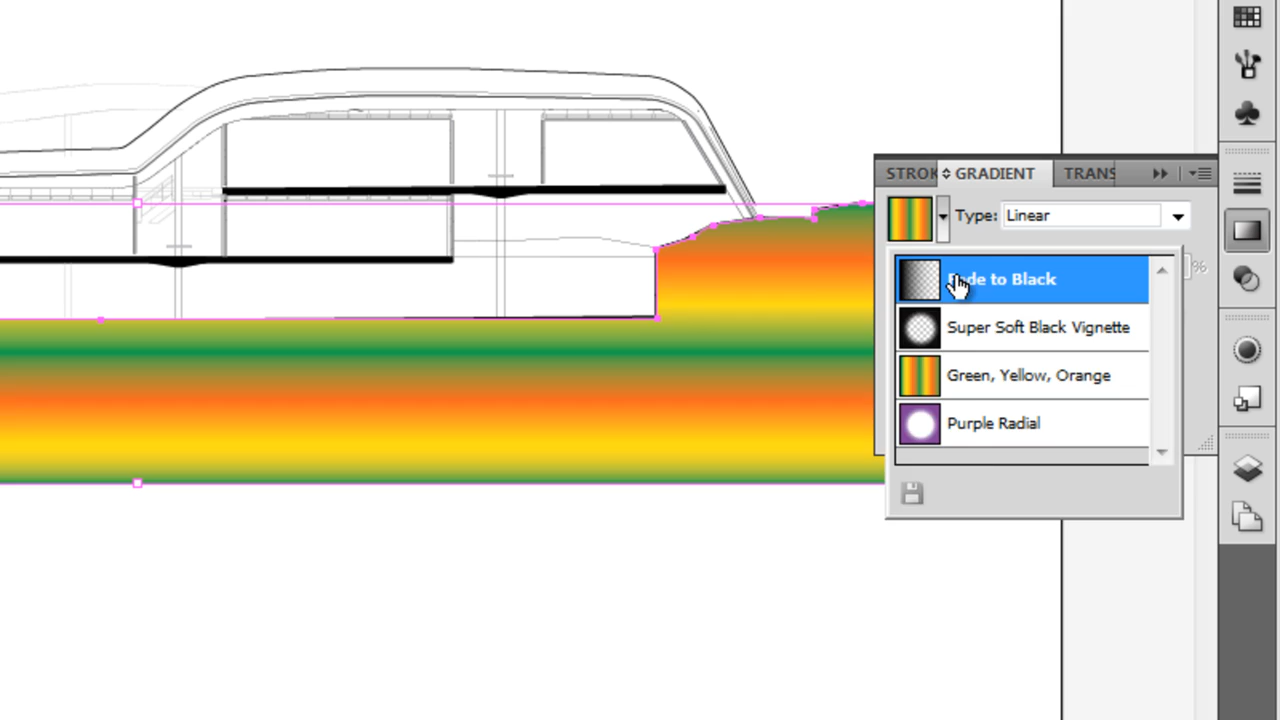 STROK GRADIENT TRANS
Type: Linear
%
Fade to Black
Super Soft Black Vignette
Green, Yellow, Orange
Purple Radial